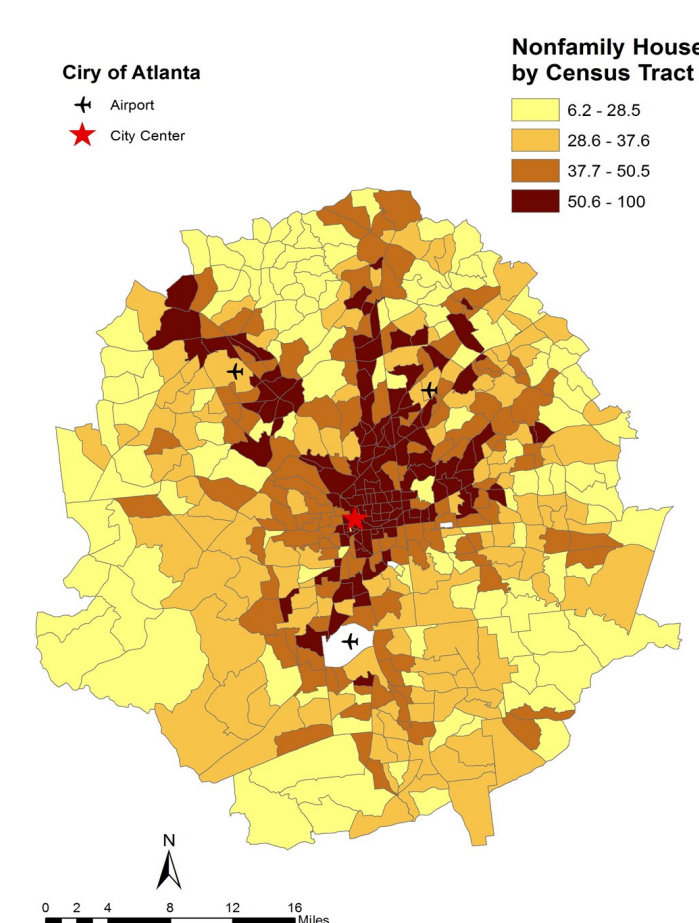 Nonfamily House
by Census Tract
6.2 - 28.5
28.6 - 37.6
37.7 - 50.5
50.6 - 100
Ciry of Atlanta
Airport
City Center
N
0 2 4 8 12 16
Miles